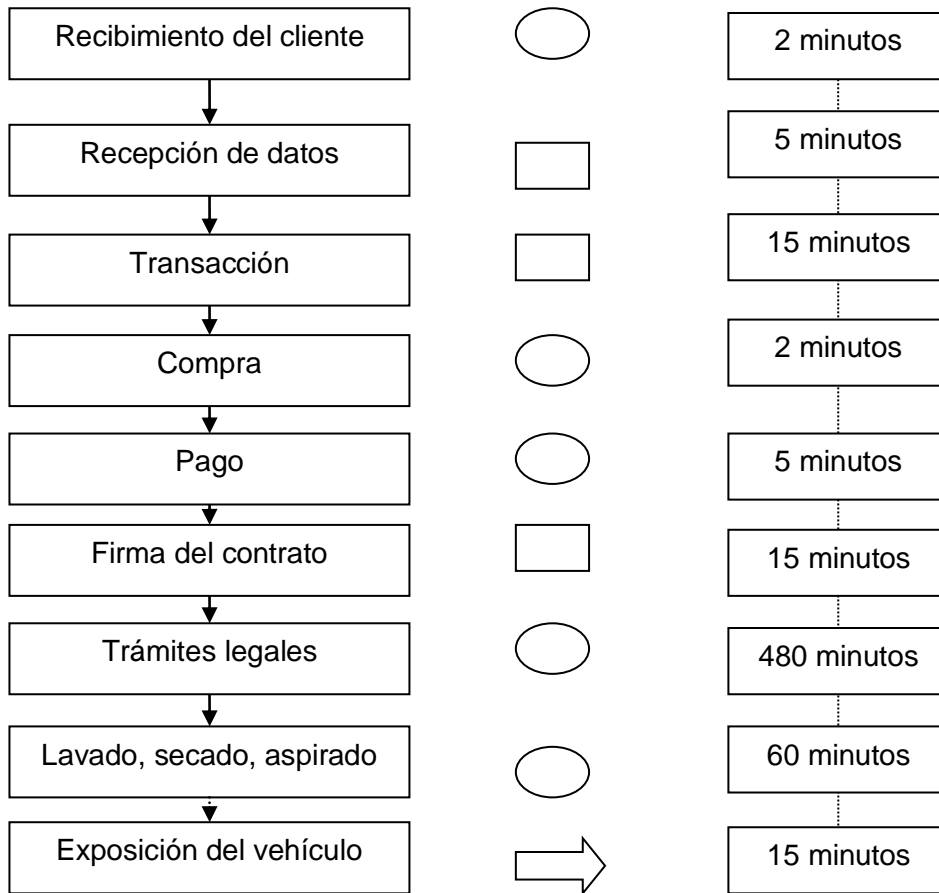 Recibimiento del cliente
2 minutos
Recepción de datos
5 minutos
Transacción
15 minutos
Compra
2 minutos
Pago
5 minutos
Firma del contrato
15 minutos
Trámites legales
480 minutos
Lavado, secado, aspirado
60 minutos
Exposición del vehículo
15 minutos